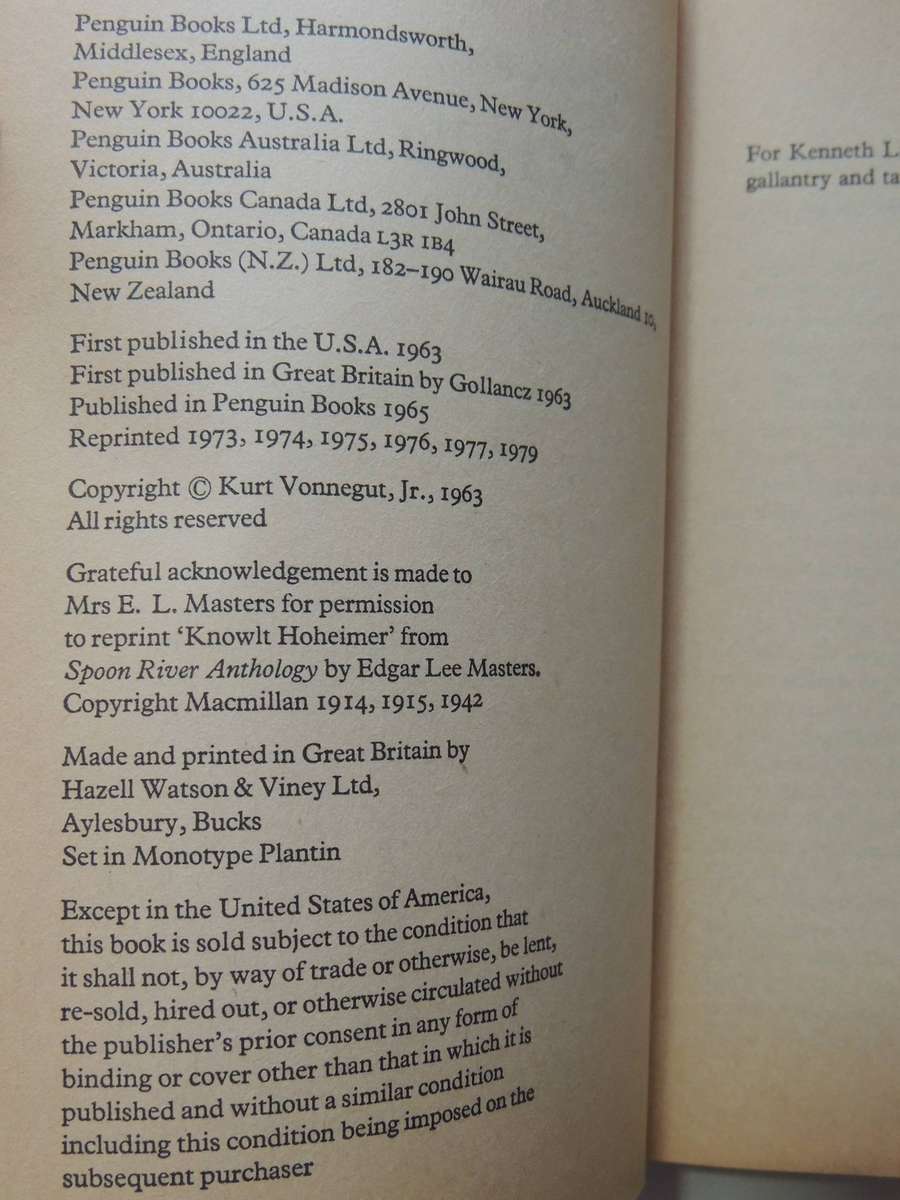 Penguin Books Ltd, Harmondsworth,
Middlesex, England
Penguin Books, 625 Madison Avenue, New York,
New York 10022, U.S.A.
Penguin Books Australia Ltd, Ringwood,
Victoria, Australia
Penguin Books Canada Ltd, 2801 John Street,
Markham, Ontario, Canada L3R 1B4
Penguin Books (N.Z.) Ltd, 182–190 Wairau Road, Auckland 10,
New Zealand
First published in the U.S.A. 1963
First published in Great Britain by Gollancz 1963
Published in Penguin Books 1965
Reprinted 1973, 1974, 1975, 1976, 1977, 1979
Copyright © Kurt Vonnegut, Jr., 1963
All rights reserved
Grateful acknowledgement is made to
Mrs E. L. Masters for permission
to reprint ‘Knowlt Hoheimer’ from
Spoon River Anthology by Edgar Lee Masters.
Copyright Macmillan 1914, 1915, 1942
Made and printed in Great Britain by
Hazell Watson & Viney Ltd,
Aylesbury, Bucks
Set in Monotype Plantin
Except in the United States of America,
this book is sold subject to the condition that
it shall not, by way of trade or otherwise, be lent,
re-sold, hired out, or otherwise circulated without
the publisher’s prior consent in any form of
binding or cover other than that in which it is
published and without a similar condition
including this condition being imposed on the
subsequent purchaser
For Kenneth L
gallantry and ta